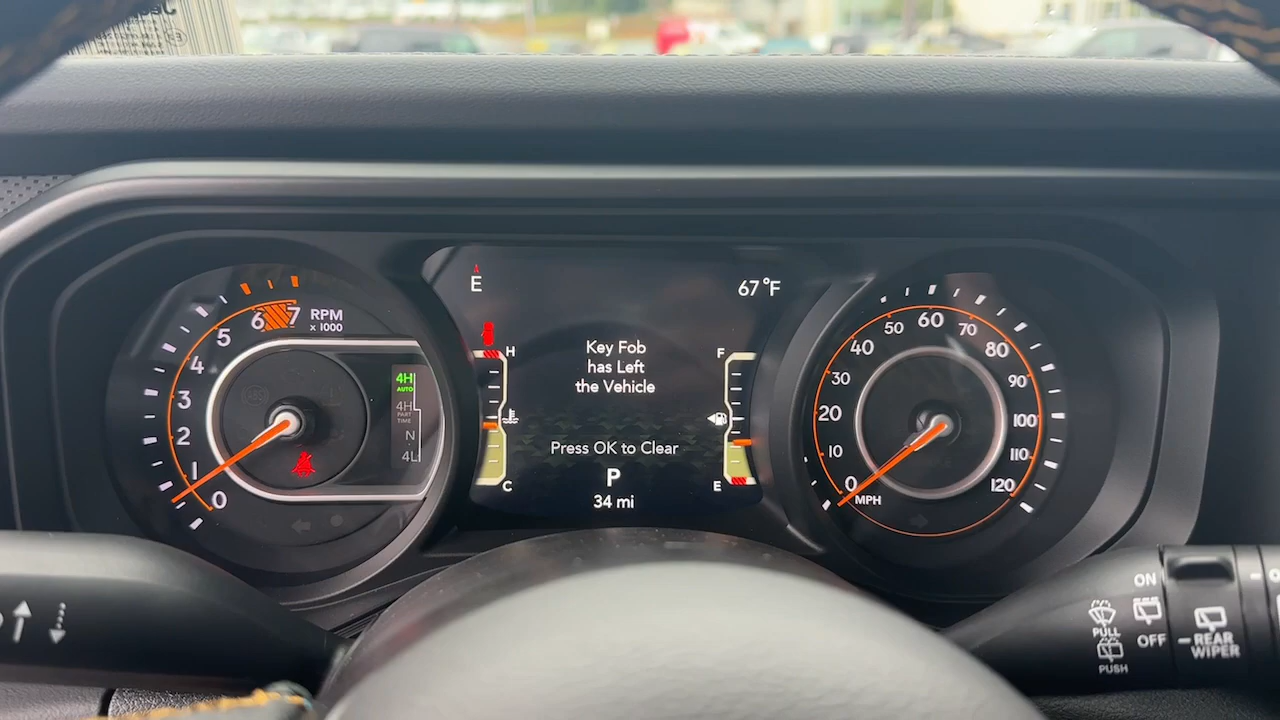 E
67°F
6
7
RPM
x 1000
5
4
3
2
1
0
4H
AUTO
4H
PART
TIME
N
4L
H
C
Key Fob
has Left
the Vehicle
Press OK to Clear
P
34 mi
F
E
0
10
20
30
40
50
60
70
80
90
100
110
120
MPH
ON
OFF
PULL
PUSH
REAR
WIPER